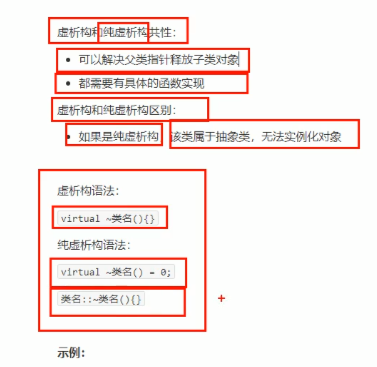 虚析构和纯虚析构共性：
• 可以解决父类指针释放子类对象
• 都需要有具体的函数实现
虚析构和纯虚析构区别：
• 如果是纯虚析构，该类属于抽象类，无法实例化对象
虚析构语法：
virtual ~类名(){}
纯虚析构语法：
virtual ~类名() = 0;
类名::~类名(){}
示例：